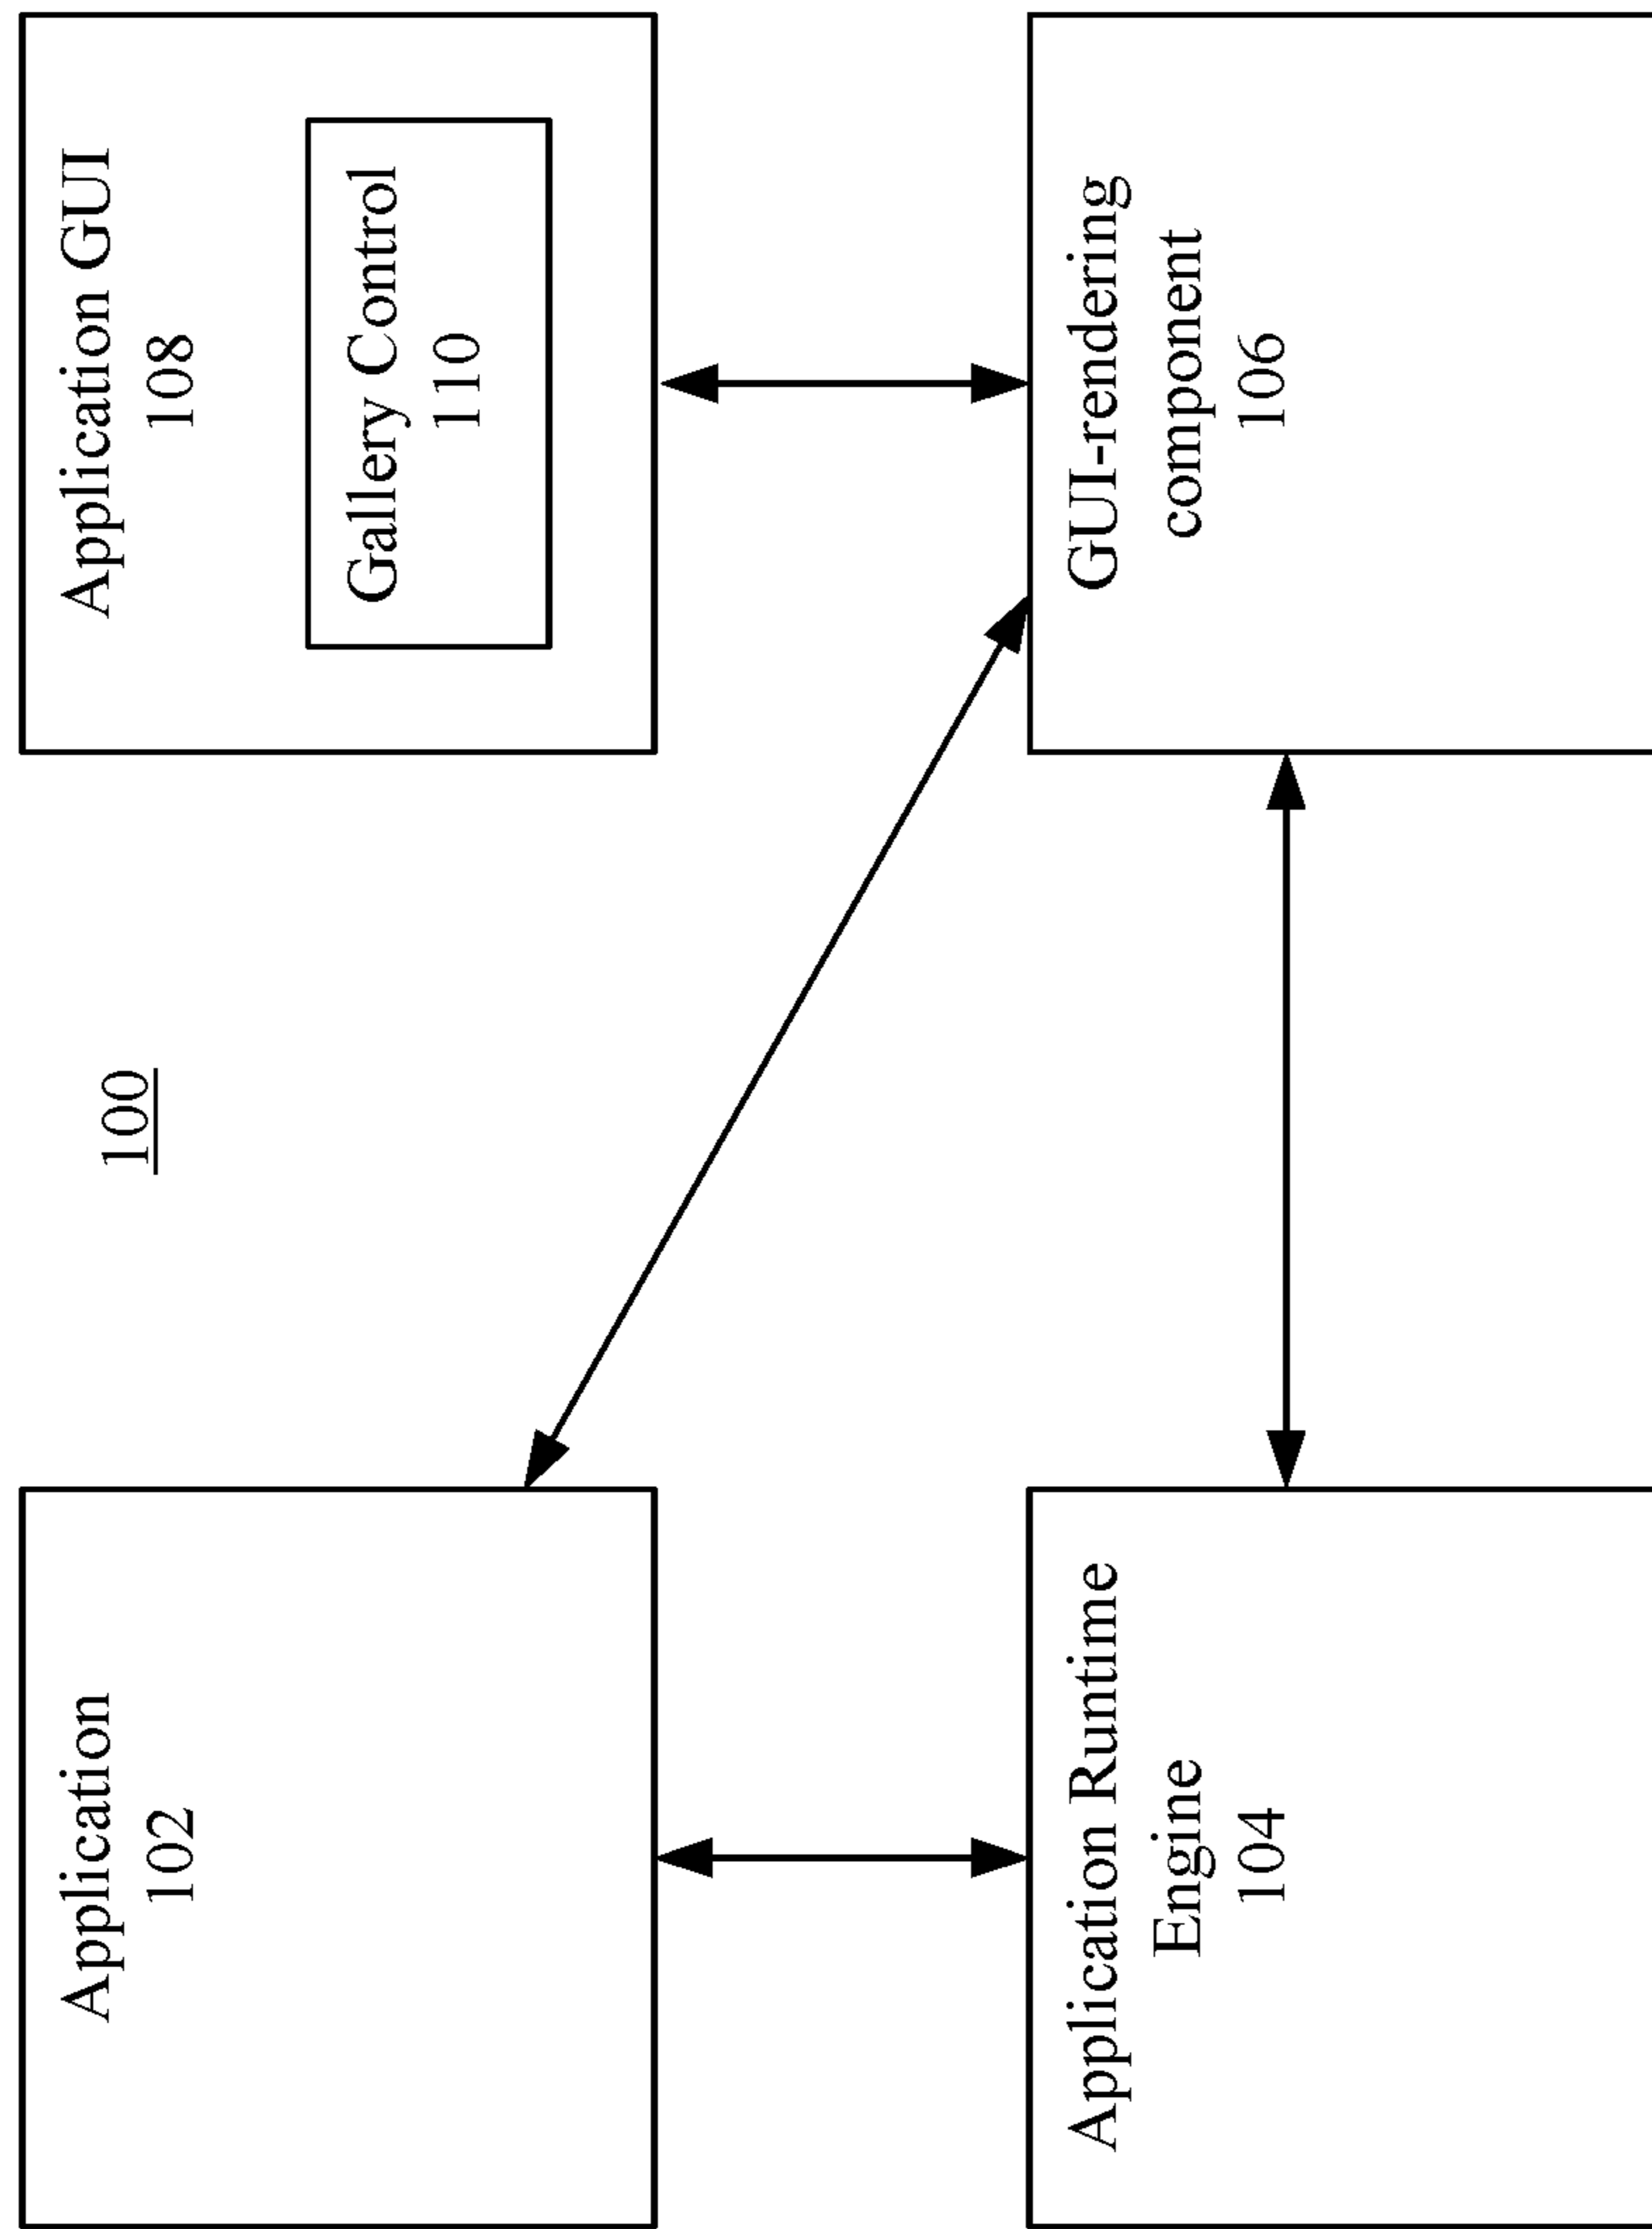 Application
102
100
Application GUI
108
Gallery Control
110
Application Runtime
Engine
104
GUI-rendering
component
106